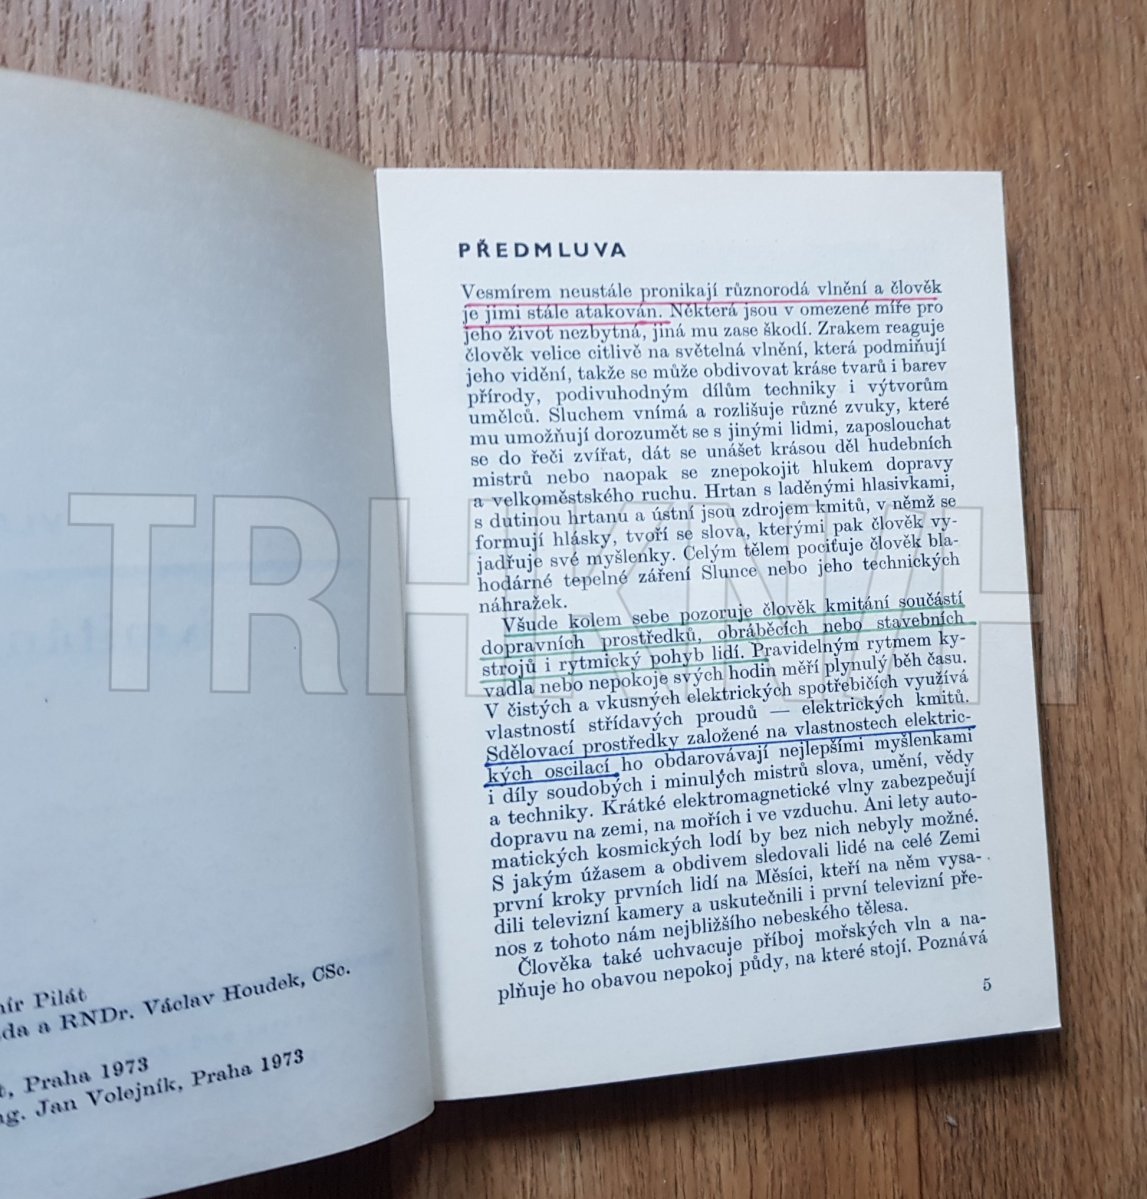 PŘEDMLUVA
Vesmírem neustále pronikají různorodá vlnění a člověk
je jimi stále atakován. Některá jsou v omezené míře pro
jeho život nezbytná, jiná mu zase škodí. Zrakem reaguje
člověk velice citlivě na světelná vlnění, která podmiňují
jeho vidění, takže se může obdivovat kráse tvarů i barev
přírody, podivuhodným dílům techniky i výtvorům
umělců. Sluchem vnímá a rozlišuje různé zvuky, které
mu umožňují dorozumět se s jinými lidmi, zaposlouchat
se do řeči zvířat, dát se unášet krásou děl hudebních
mistrů nebo naopak se znepokojit hlukem dopravy
a velkoměstského ruchu. Hrtan s laděnými hlasivkami,
s dutinou hrtanu a ústní jsou zdrojem kmitů, v němž se
formují hlásky, tvoří se slova, kterými pak člověk vy-
jadřuje své myšlenky. Celým tělem pociťuje člověk bla-
hodárné tepelné záření Slunce nebo jeho technických
náhražek.
Všude kolem sebe pozoruje člověk kmitání součástí
dopravních prostředků, obráběcích nebo stavebních
strojů i rytmický pohyb lidí. Pravidelným rytmem ky-
vadla nebo nepokoje svých hodin měří plynulý běh času.
V čistých a vkusných elektrických spotřebičích využívá
vlastností střídavých proudů — elektrických kmitů.
Sdělovací prostředky založené na vlastnostech elektric-
kých oscilací ho obdarovávají nejlepšími myšlenkami
i díly soudobých i minulých mistrů slova, umění, vědy
a techniky. Krátké elektromagnetické vlny zabezpečují
dopravu na zemi, na mořích i ve vzduchu. Ani lety auto-
matických kosmických lodí by bez nich nebyly možné.
S jakým úžasem a obdivem sledovali lidé na celé Zemi
první kroky prvních lidí na Měsíci, kteří na něm vysa-
dili televizní kamery a uskutečnili i první televizní pře-
nos z tohoto nám nejbližšího nebeského tělesa.
Člověka také uchvacuje příboj mořských vln a na-
plňuje ho obavou nepokoj půdy, na které stojí. Poznává
5
Pilát
a RNDr. Václav Houdek, CSc.
Praha 1973
Jan Volejník, Praha 1973
TRHKNIH